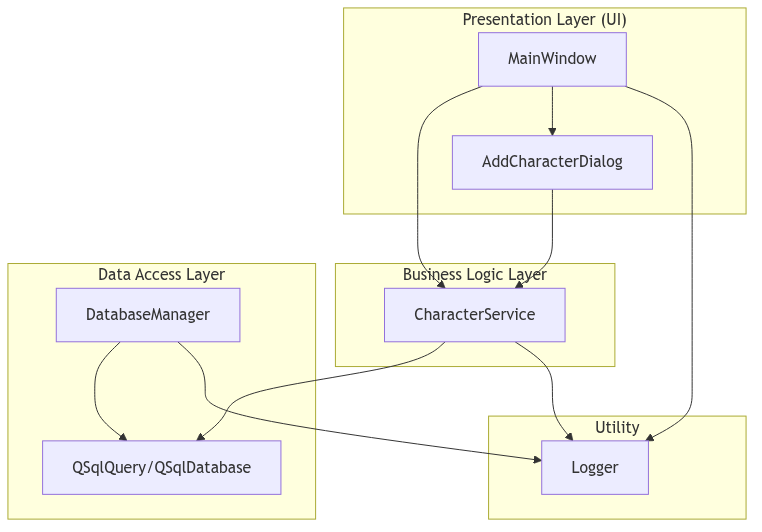 Presentation Layer (UI)
MainWindow
AddCharacterDialog
Data Access Layer
DatabaseManager
QSqlQuery/QSqlDatabase
Business Logic Layer
CharacterService
Utility
Logger